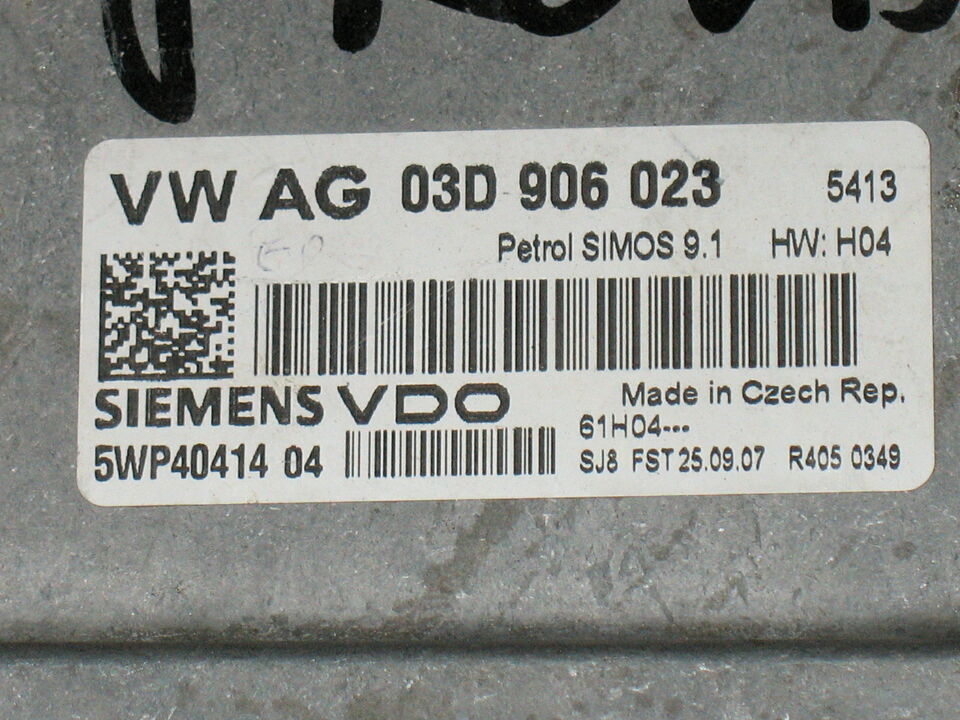 VW AG 03D 906 023 5413
Petrol SIMOS 9.1 HW: H04
SIEMENS VDO Made in Czech Rep.
61H04---
5WP40414 04 SJ8 FST 25.09.07 R405 0349